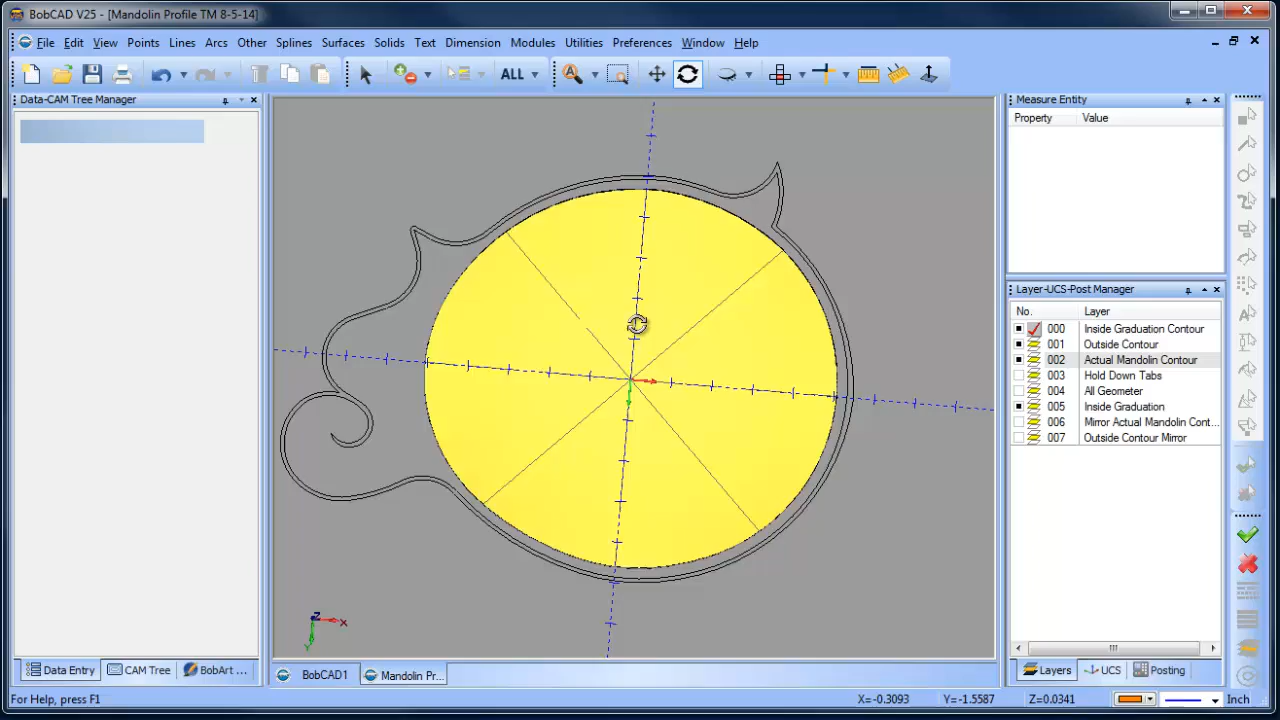 BobCAD V25 - [Mandolin Profile TM 8-5-14]
File Edit View Points Lines Arcs Other Splines Surfaces Solids Text Dimension Modules Utilities Preferences Window Help
ALL
Data-CAM Tree Manager
Measure Entity
Property Value
Layer-UCS-Post Manager
No. Layer
000 Inside Graduation Contour
001 Outside Contour
002 Actual Mandolin Contour
003 Hold Down Tabs
004 All Geometer
005 Inside Graduation
006 Mirror Actual Mandolin Cont...
007 Outside Contour Mirror
Z
X
Y
Data Entry CAM Tree BobArt ...
BobCAD1 Mandolin Pr...
Layers UCS Posting
For Help, press F1
X=-0.3093 Y=-1.5587 Z=0.0341 Inch